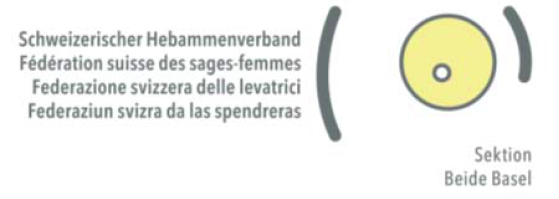 Schweizerischer Hebammenverband
Fédération suisse des sages-femmes
Federazione svizzera delle levatrici
Federaziun svizra da las spendreras
Sektion
Beide Basel